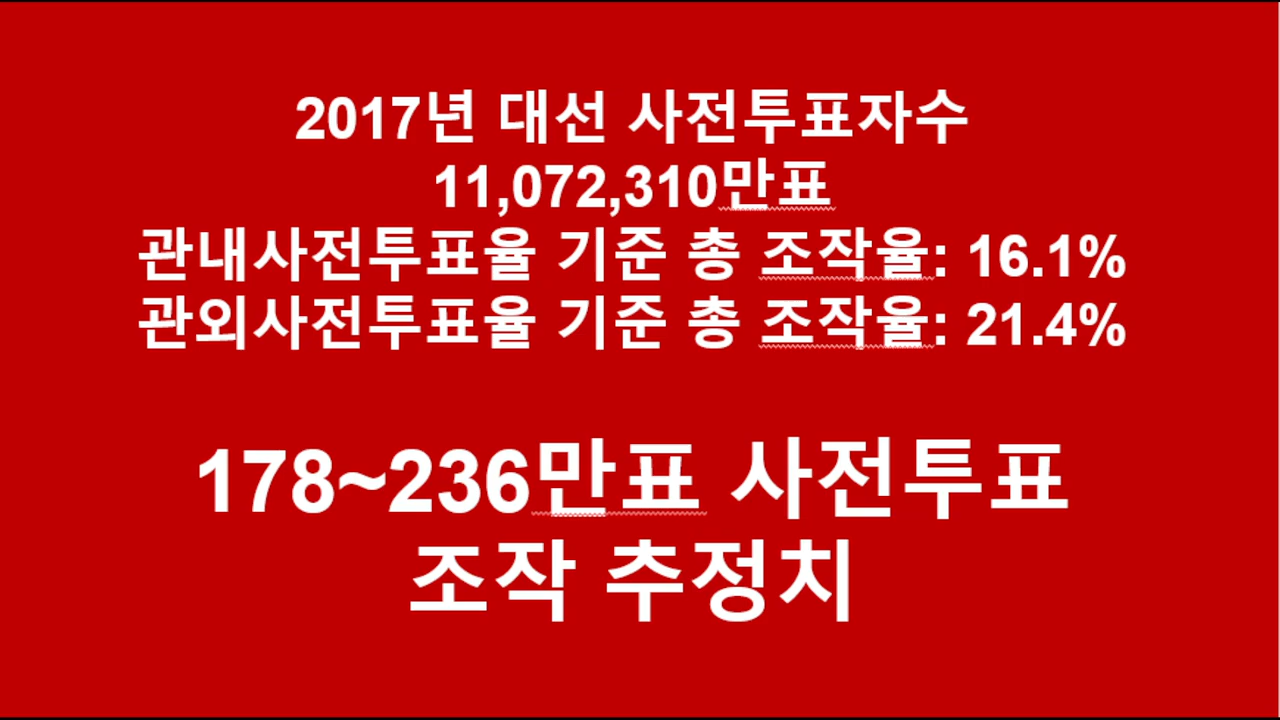 2017년 대선 사전투표자수
11,072,310만표
관내사전투표율 기준 총 조작율: 16.1%
관외사전투표율 기준 총 조작율: 21.4%
178~236만표 사전투표
조작 추정치